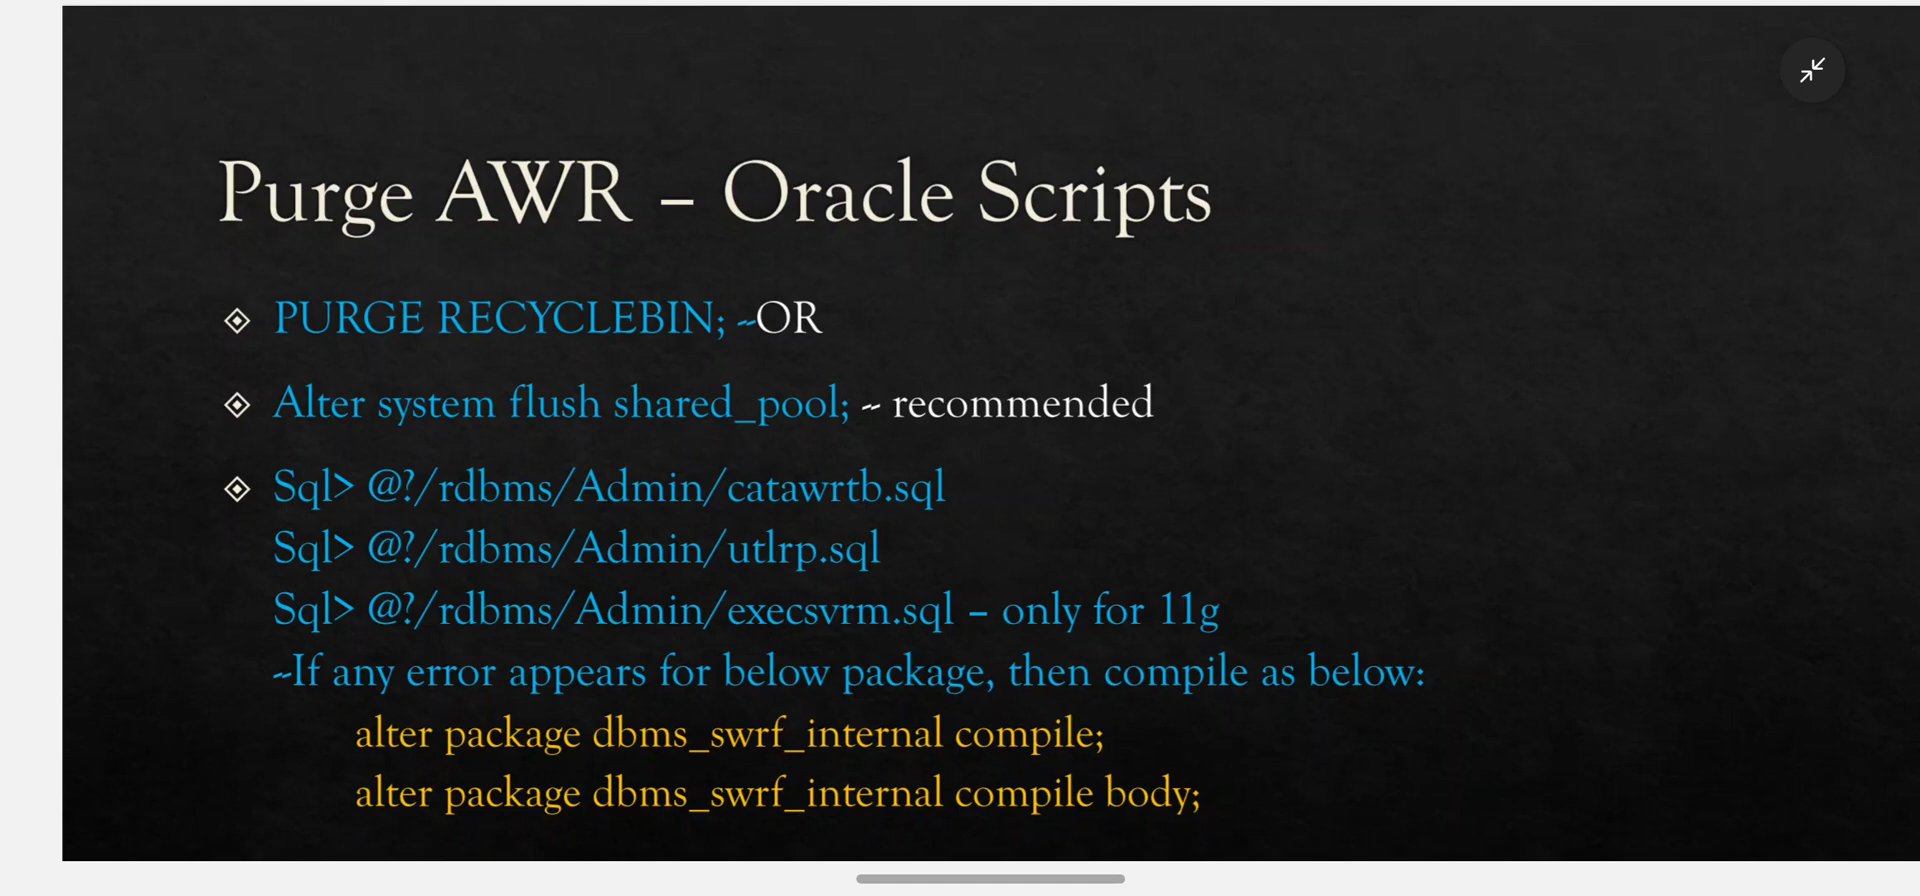 Purge AWR – Oracle Scripts
PURGE RECYCLEBIN; --OR
Alter system flush shared_pool; -- recommended
Sql> @?/rdbms/Admin/catawrtb.sql
Sql> @?/rdbms/Admin/utlrp.sql
Sql> @?/rdbms/Admin/execsvrm.sql – only for 11g
--If any error appears for below package, then compile as below:
alter package dbms_swrf_internal compile;
alter package dbms_swrf_internal compile body;